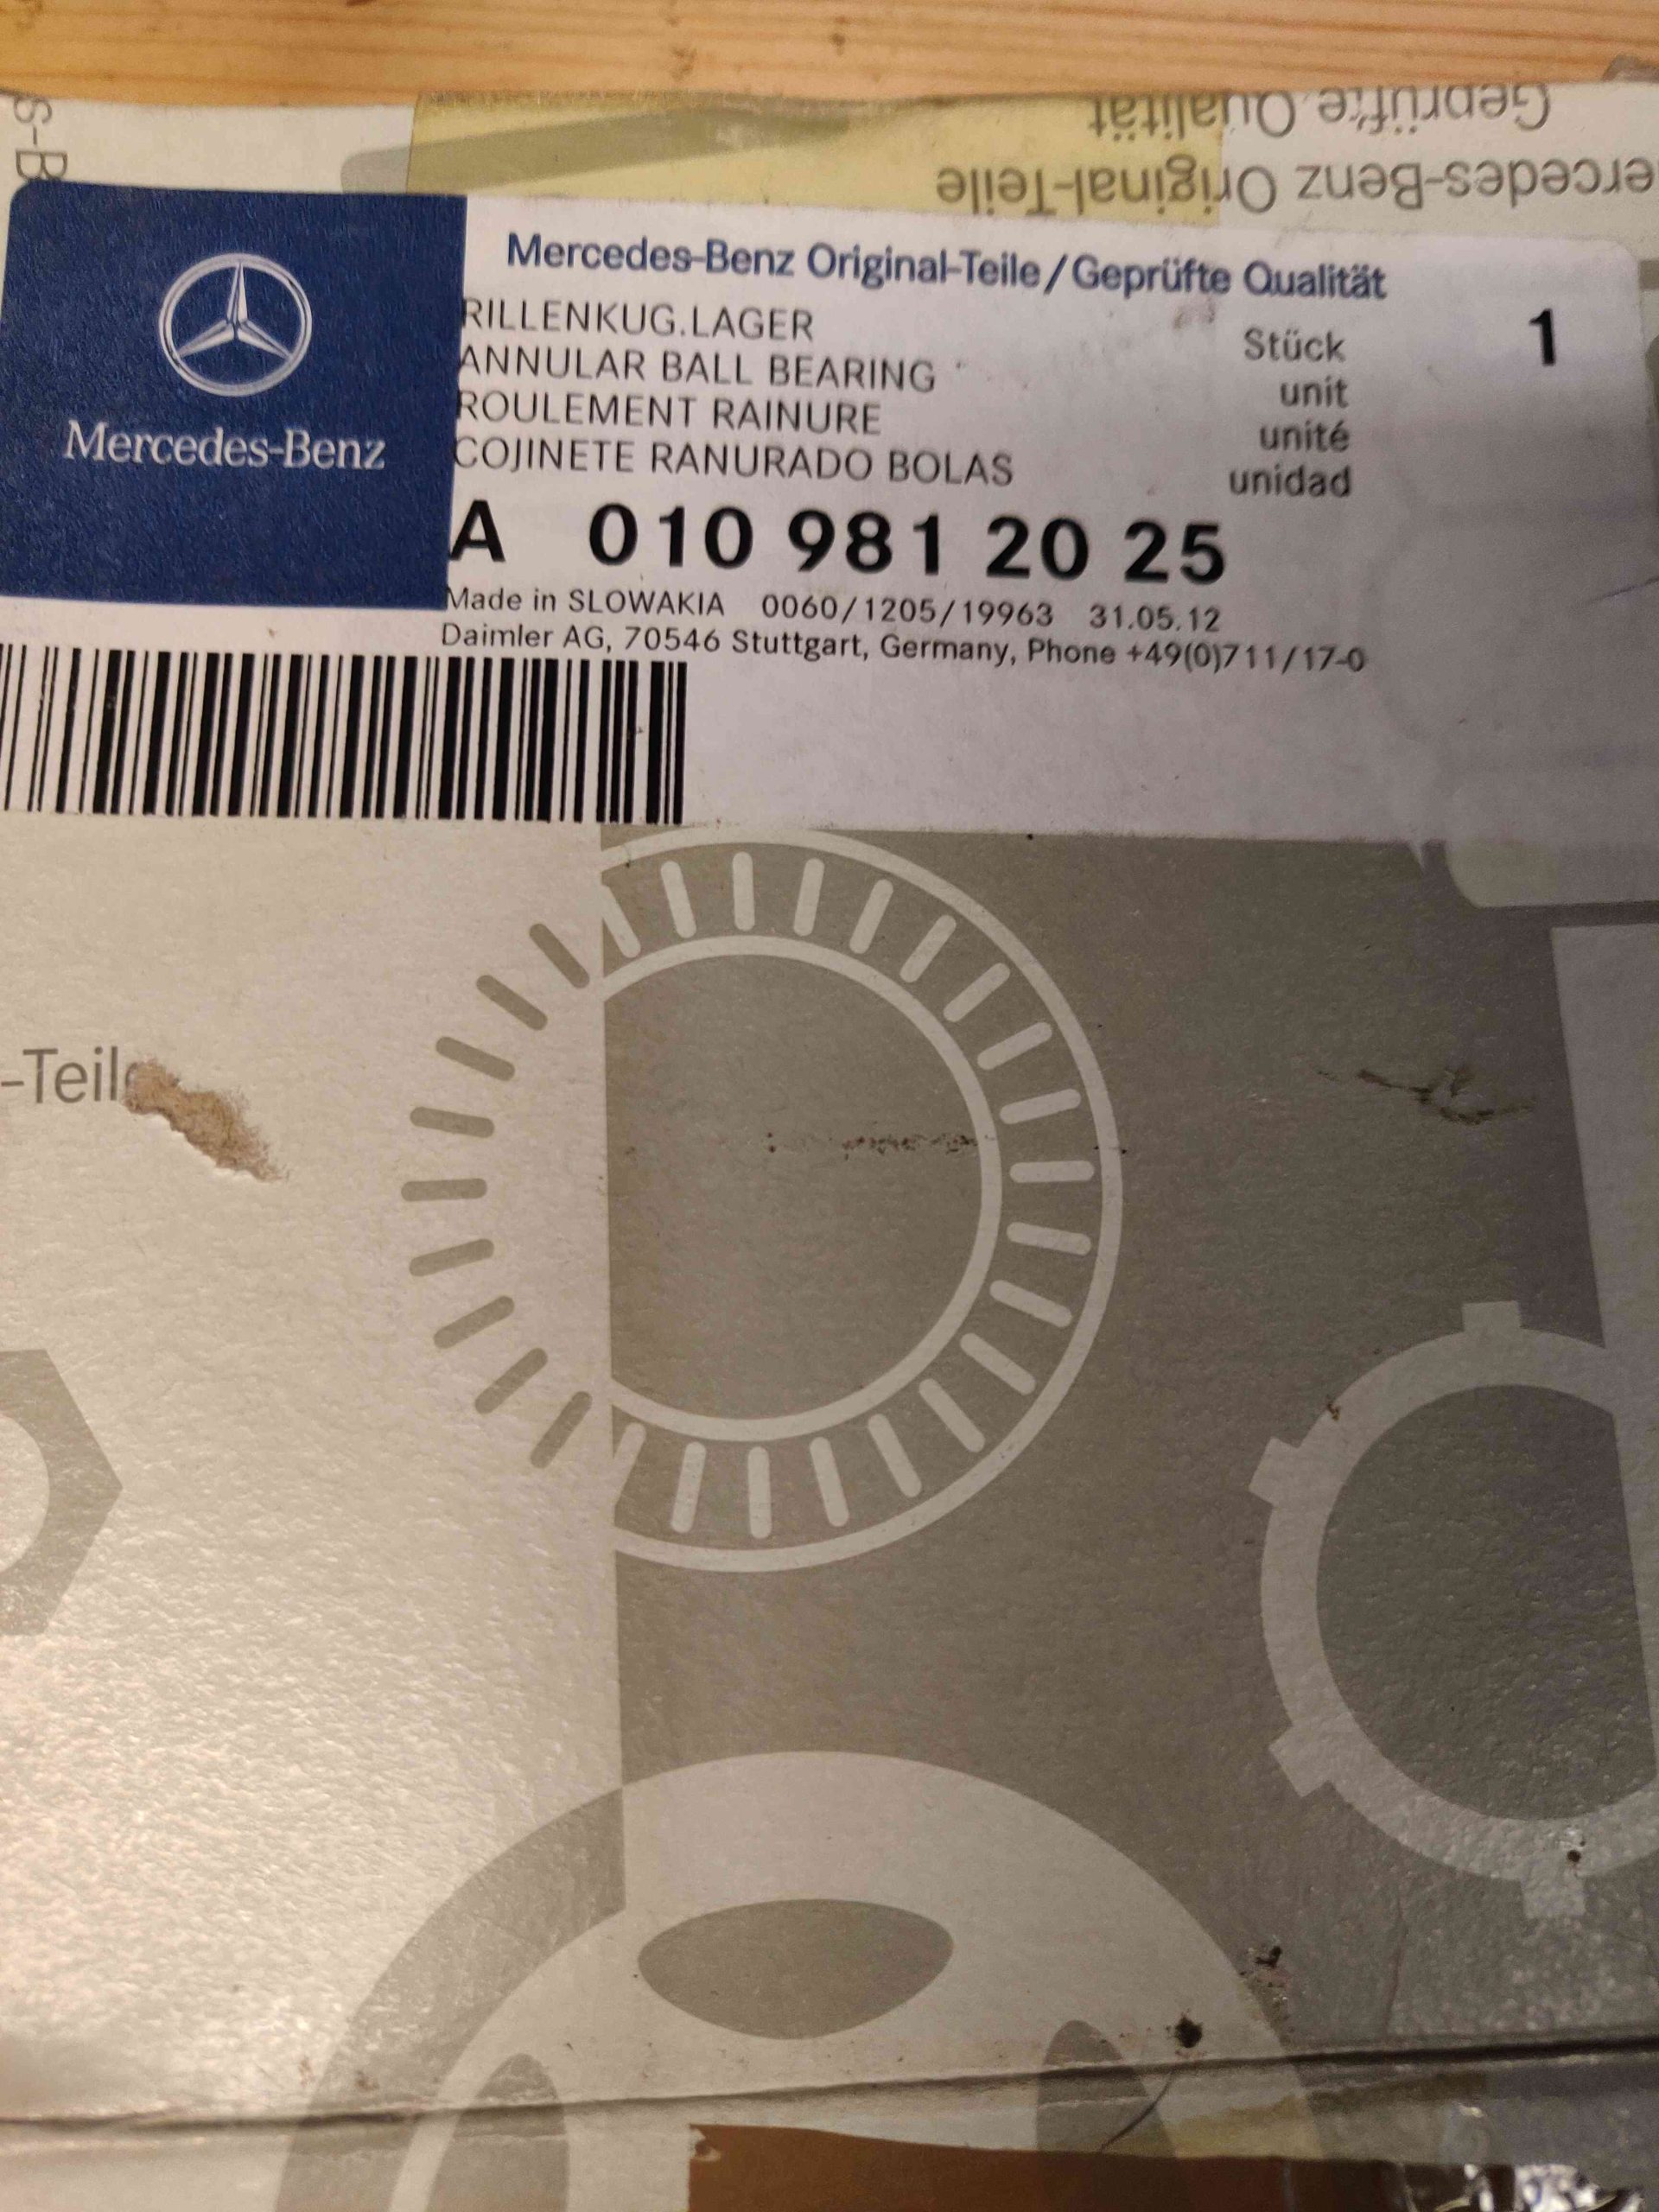 Geprüfte Qualität
Mercedes-Benz Original-Teile
S-B
Mercedes-Benz
Mercedes-Benz Original-Teile/Geprüfte Qualität
RILLENKUG.LAGER
ANNULAR BALL BEARING
ROULEMENT RAINURE
COJINETE RANURADO BOLAS
Stück
unit
unité
unidad
1
A 010 981 20 25
Made in SLOWAKIA 0060/1205/19963 31.05.12
Daimler AG, 70546 Stuttgart, Germany, Phone +49(0)711/17-0
-Teile